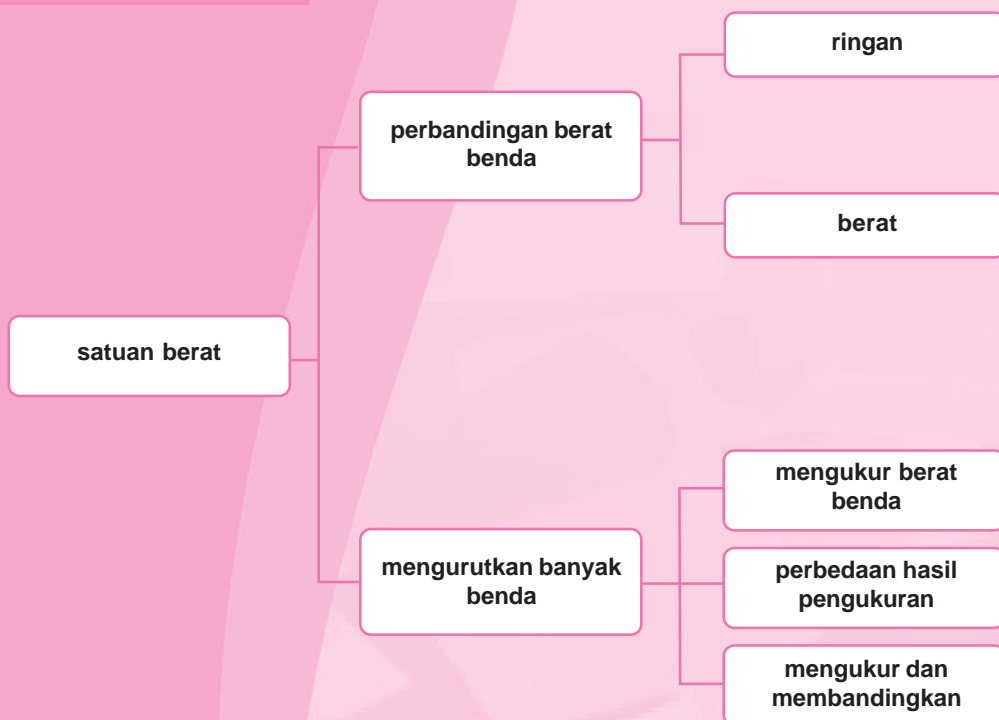 ringan
perbandingan berat
benda
berat
satuan berat
mengukur berat
benda
mengurutkan banyak
benda
perbedaan hasil
pengukuran
mengukur dan
membandingkan